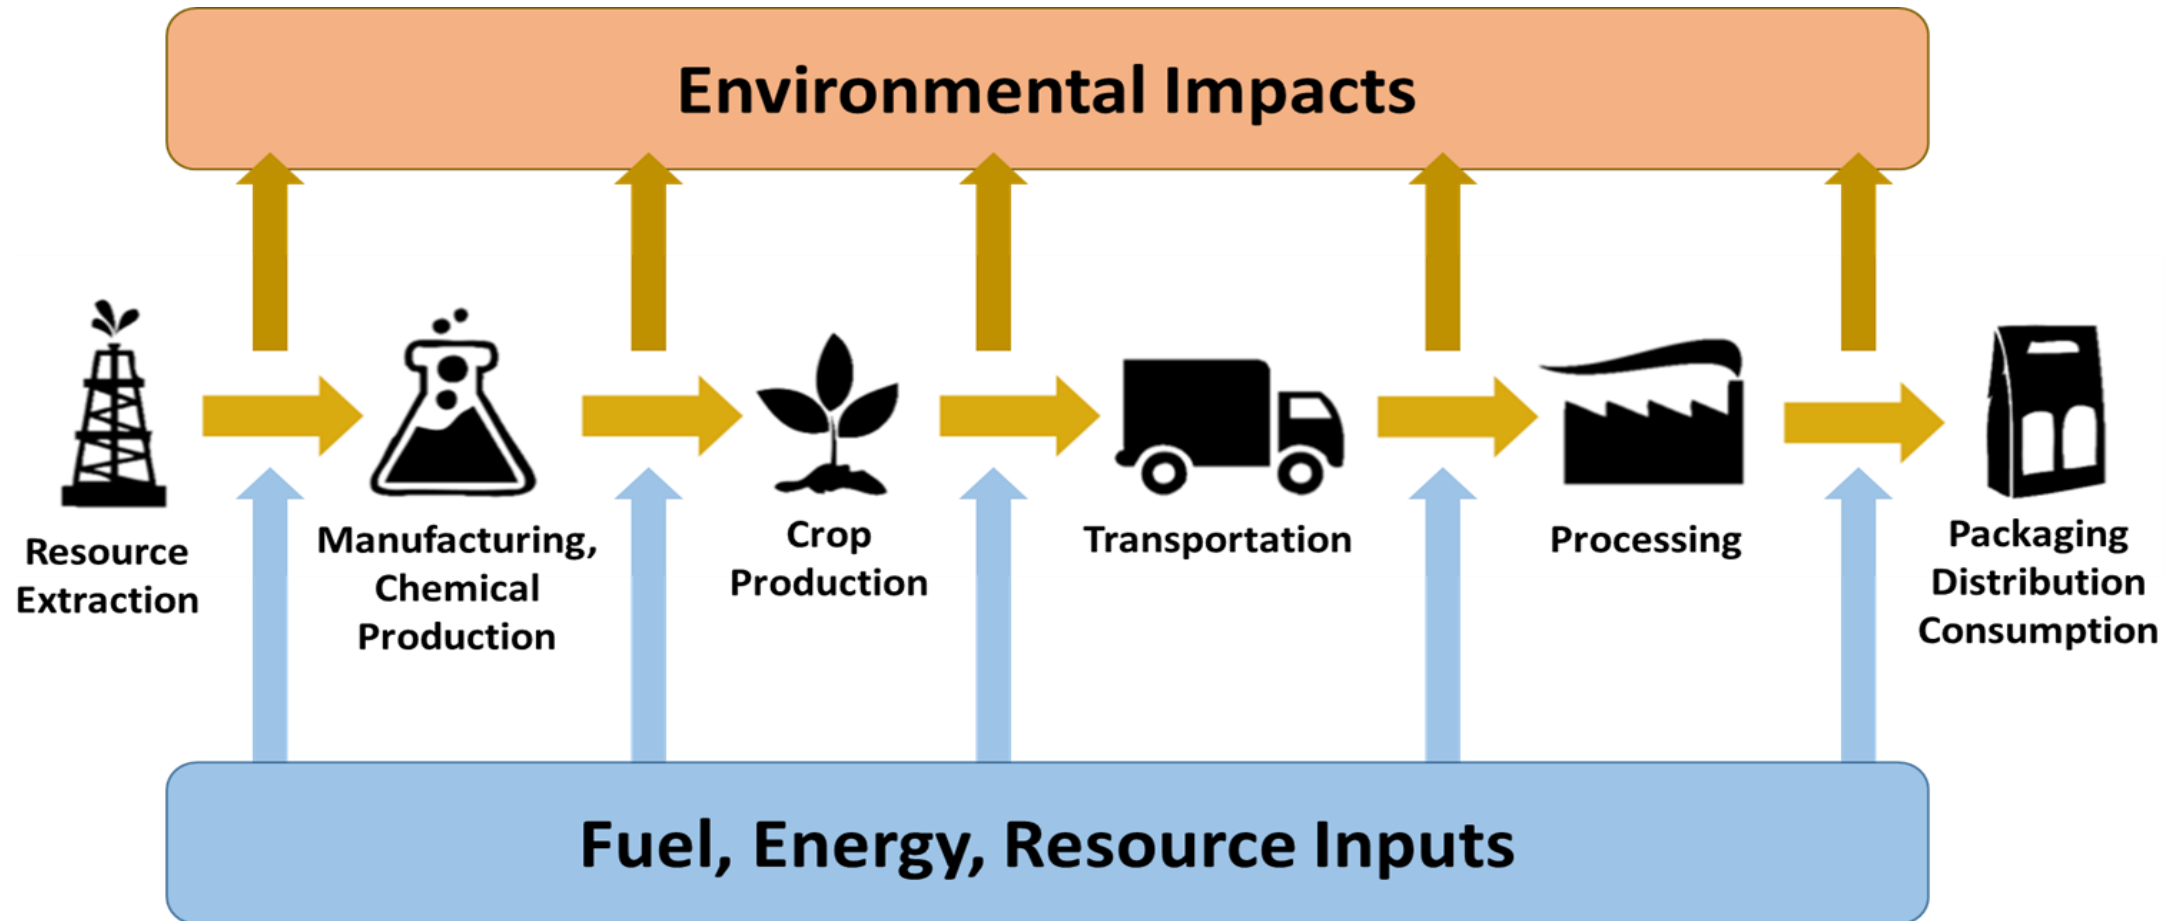 Environmental Impacts
Resource
Extraction
Manufacturing,
Chemical
Production
Crop
Production
Transportation
Processing
Packaging
Distribution
Consumption
Fuel, Energy, Resource Inputs